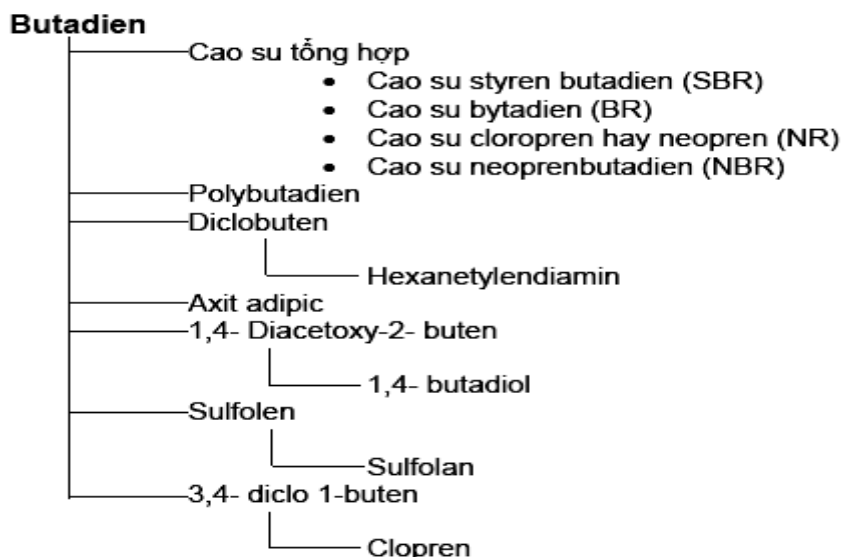 Butadien
Cao su tổng hợp
• Cao su styren butadien (SBR)
• Cao su bytadien (BR)
• Cao su cloropren hay neopren (NR)
• Cao su neoprenbutadien (NBR)
Polybutadien
Diclobuten
Hexanetylendiamin
Axit adipic
1,4- Diacetoxy-2- buten
1,4- butadiol
Sulfolen
Sulfolan
3,4- diclo 1-buten
Clopren